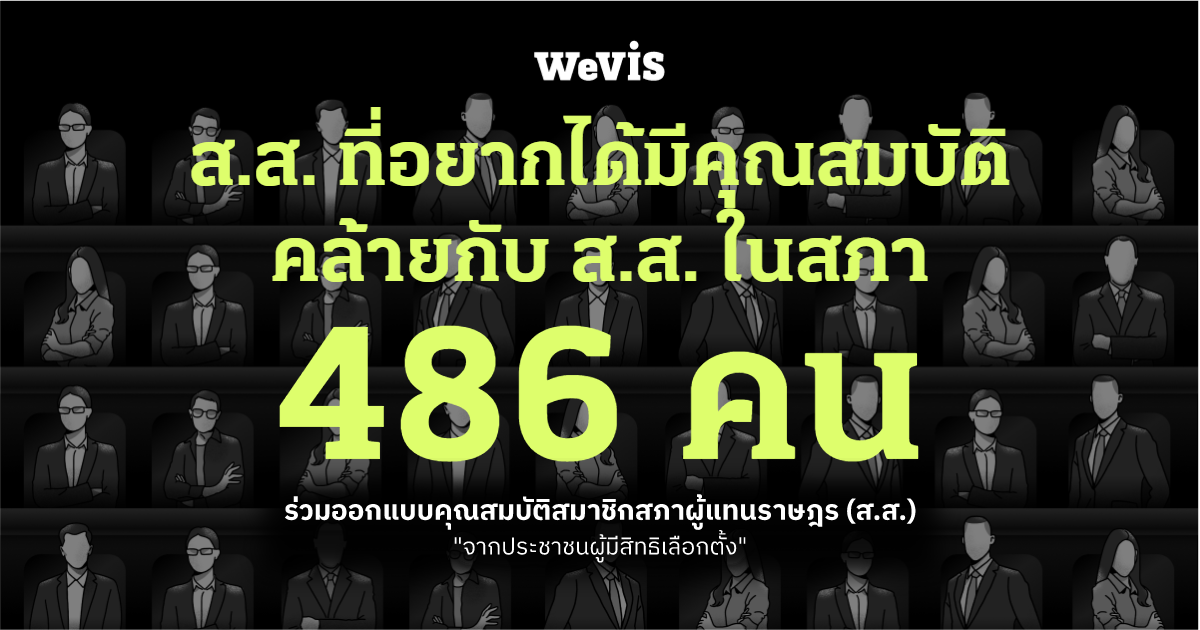 WeVIS
ส.ส. ที่อยากได้มีคุณสมบัติ
คล้ายกับ ส.ส. ในสภา
486 คน
ร่วมออกแบบคุณสมบัติสมาชิกสภาผู้แทนราษฎร (ส.ส.)
"จากประชาชนผู้มีสิทธิเลือกตั้ง"